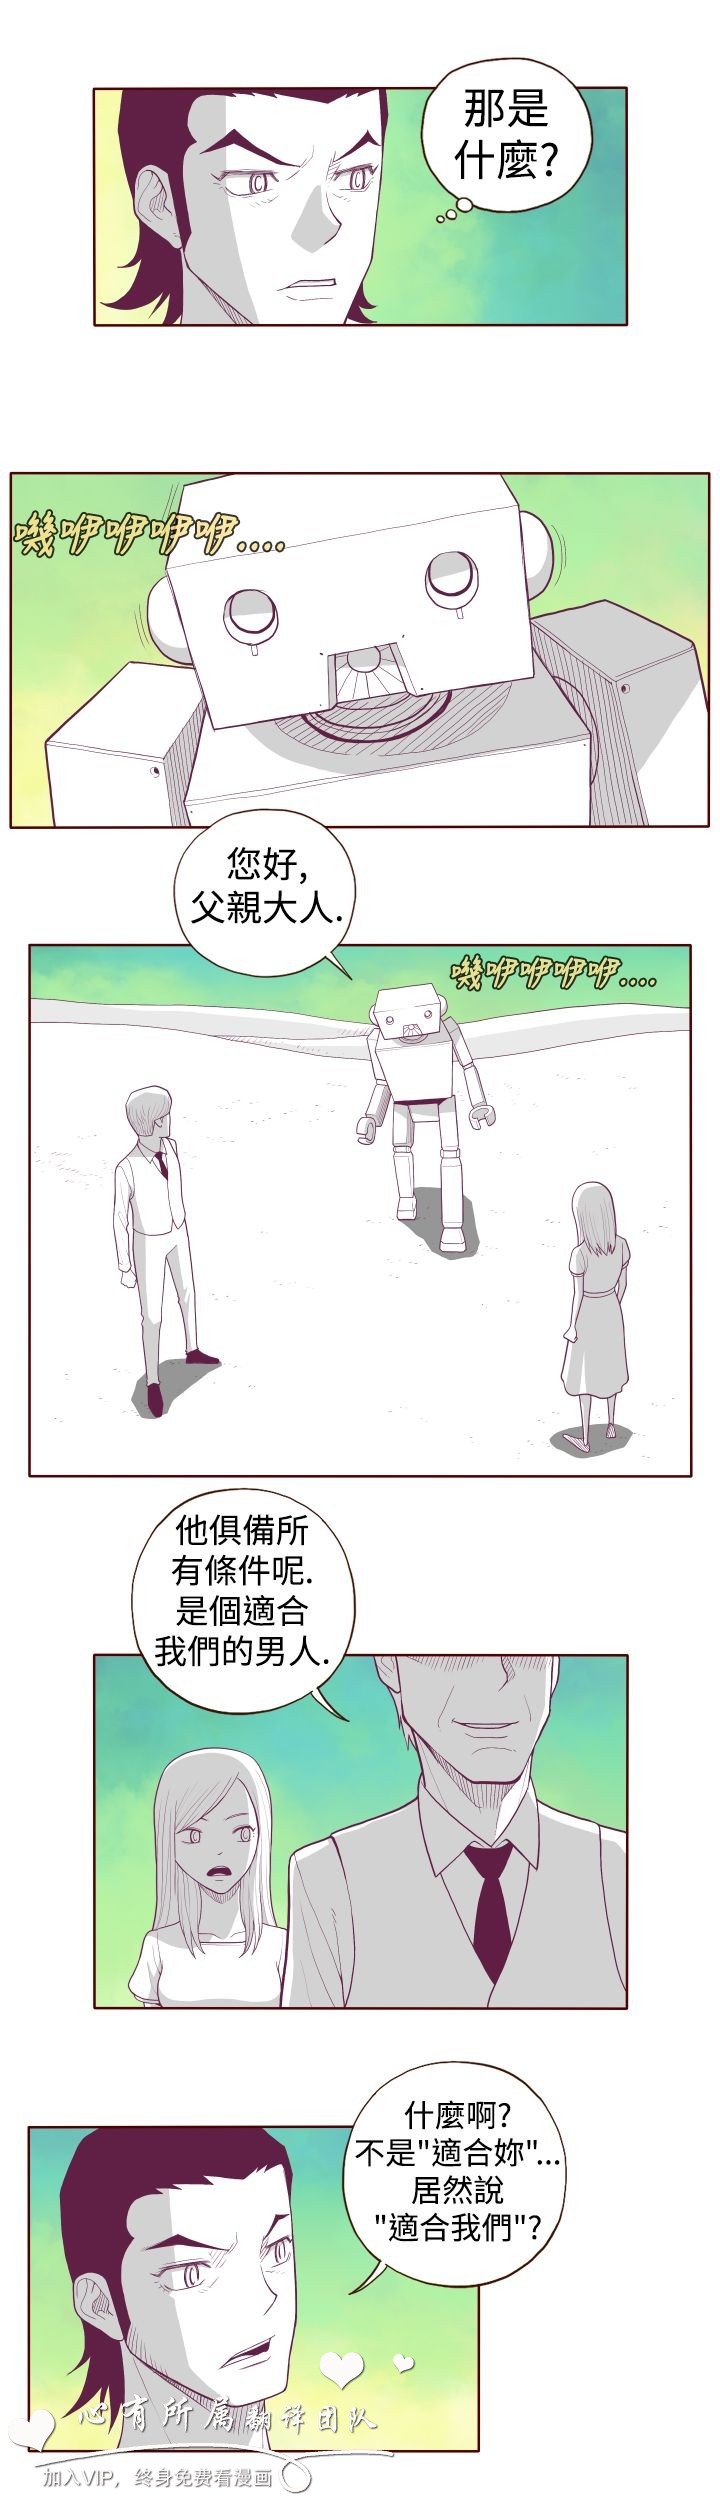 那是
什麼?
嘰咿咿咿咿....
您好,
父親大人.
嘰咿咿咿咿....
他俱備所
有條件呢.
是個適合
我們的男人.
什麼啊?
不是"適合妳"...
居然說
"適合我們"?
心有所属翻译团队
加入VIP，终身免费看漫画